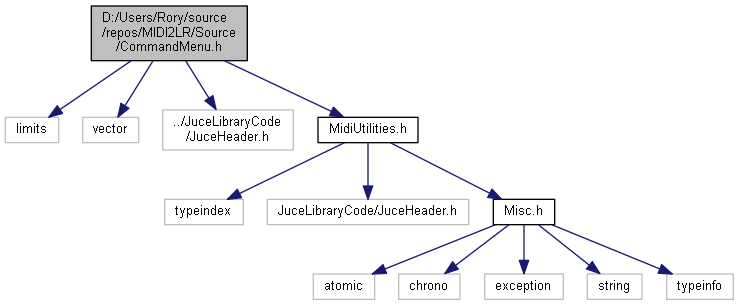 D:/Users/Rory/source
/repos/MIDI2LR/Source
/CommandMenu.h
limits
vector
../JuceLibraryCode
/JuceHeader.h
MidiUtilities.h
typeindex
JuceLibraryCode/JuceHeader.h
Misc.h
atomic
chrono
exception
string
typeinfo